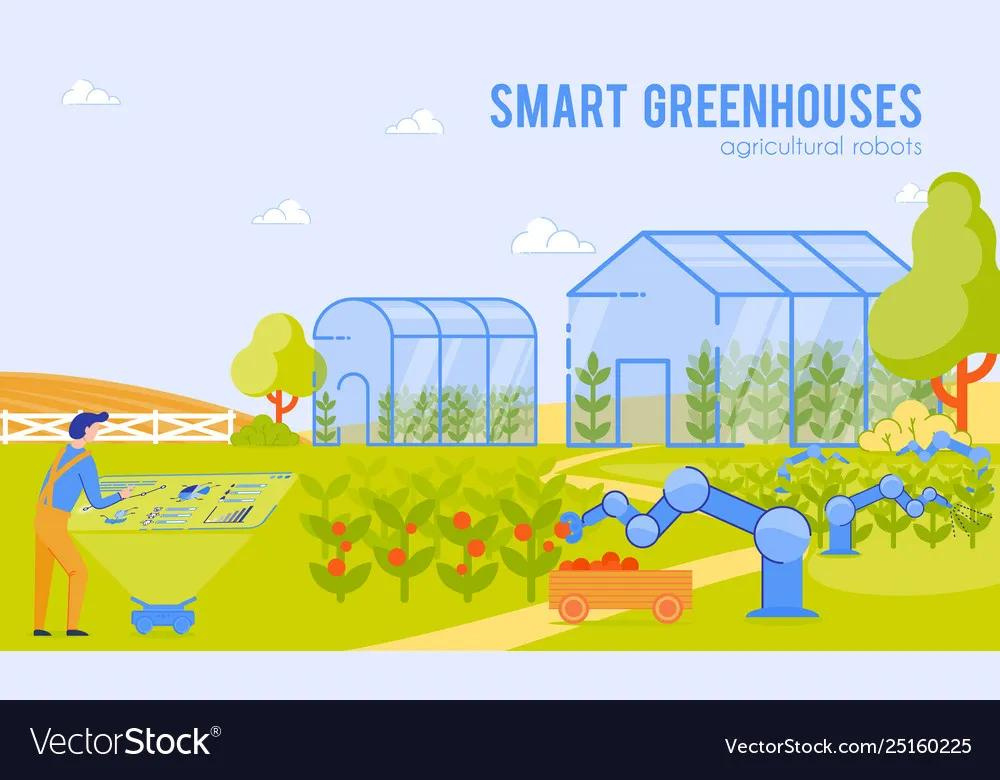 SMART GREENHOUSES
agricultural robots
VectorStock®
VectorStock.com/25160225